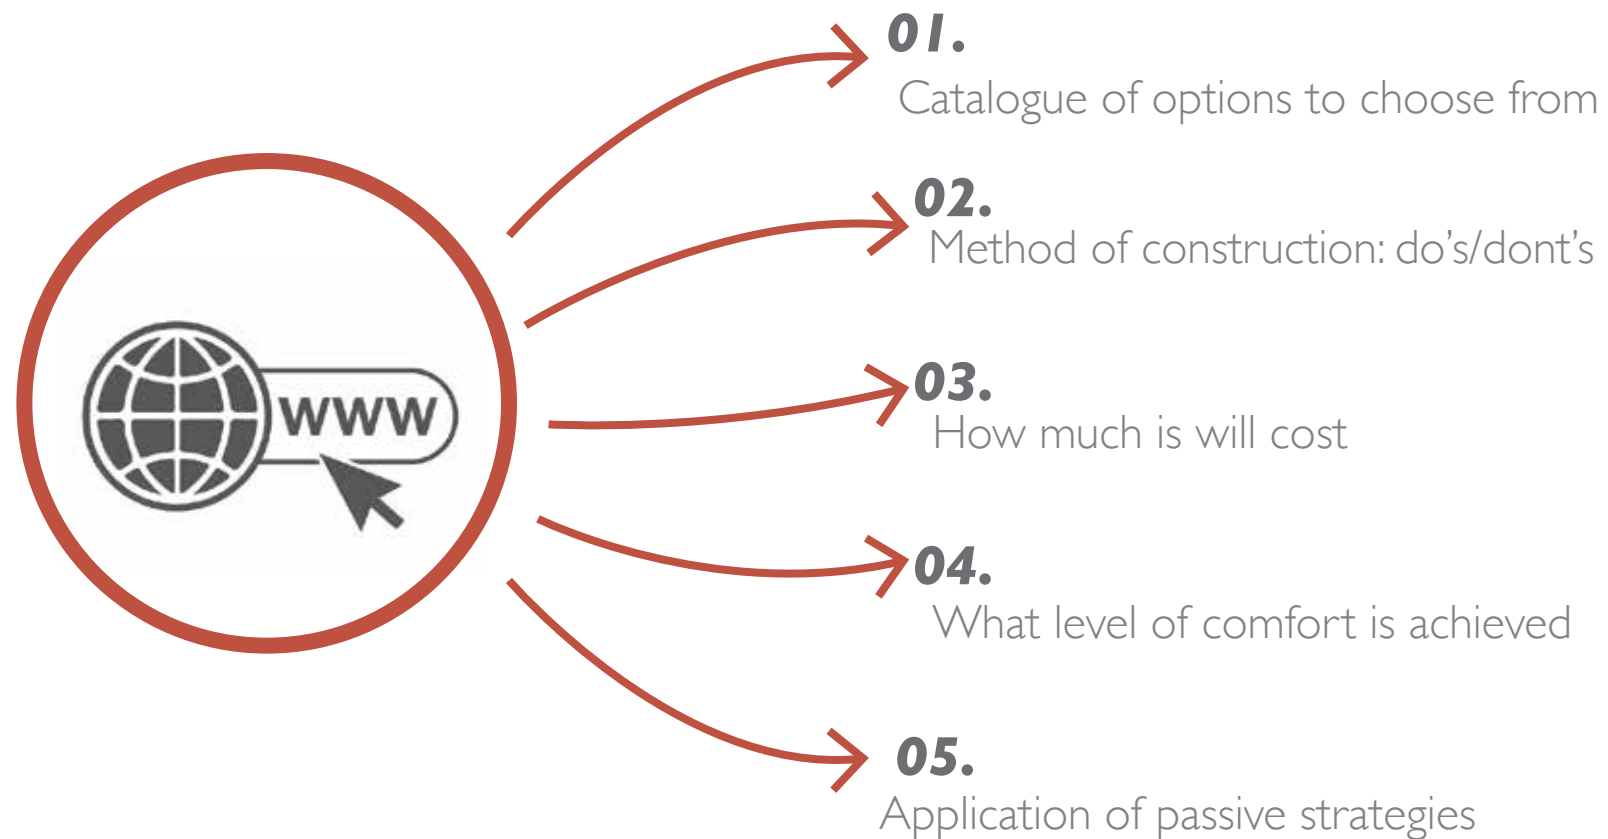 01.
Catalogue of options to choose from
02.
Method of construction: do’s/dont’s
WWW
03.
How much is will cost
04.
What level of comfort is achieved
05.
Application of passive strategies